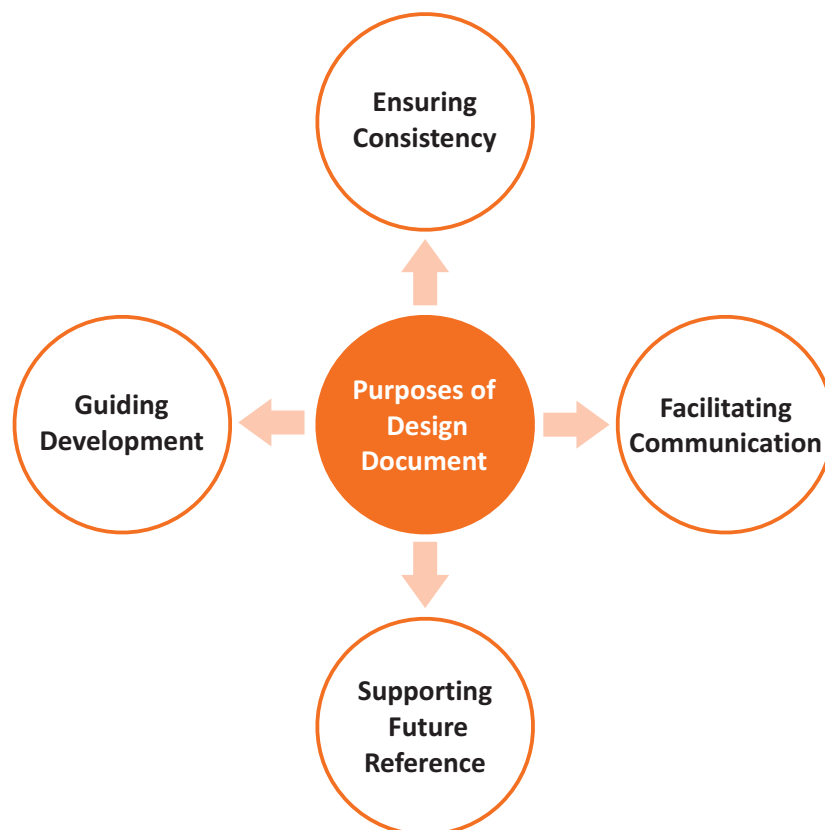 Ensuring
Consistency
Guiding
Development
Purposes of
Design
Document
Facilitating
Communication
Supporting
Future
Reference